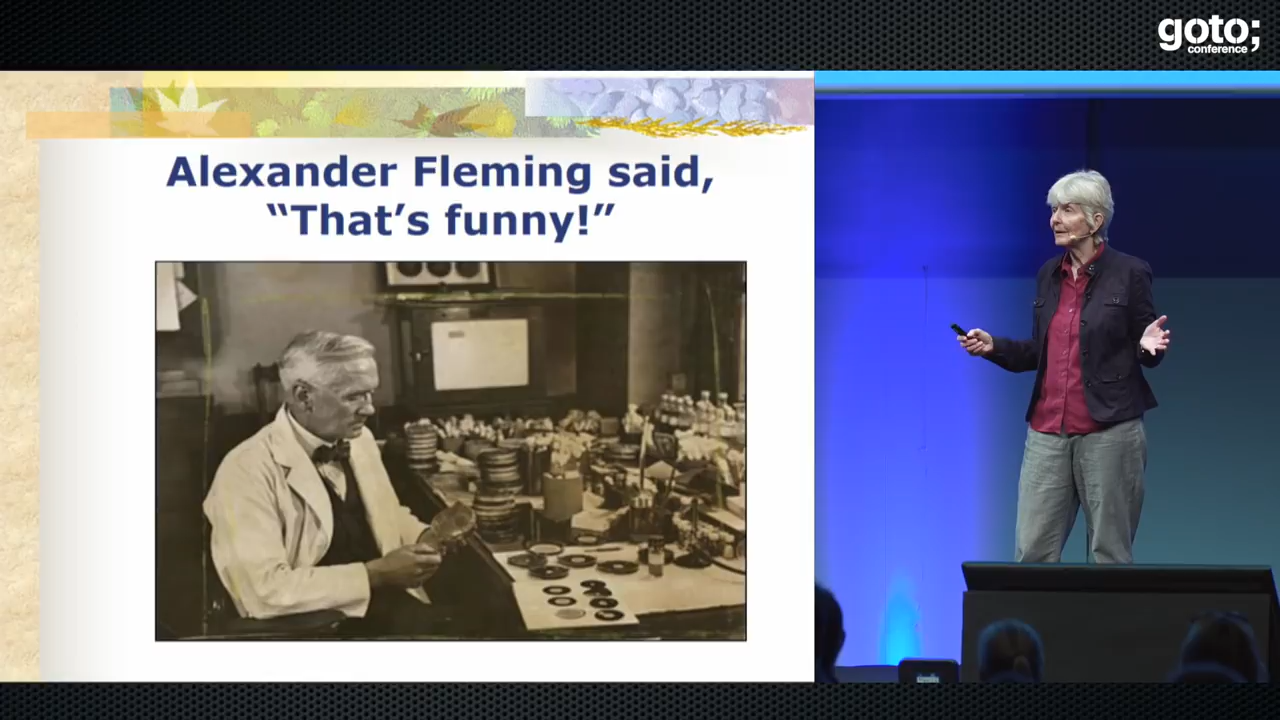 goto;
conference
Alexander Fleming said,
“That’s funny!”